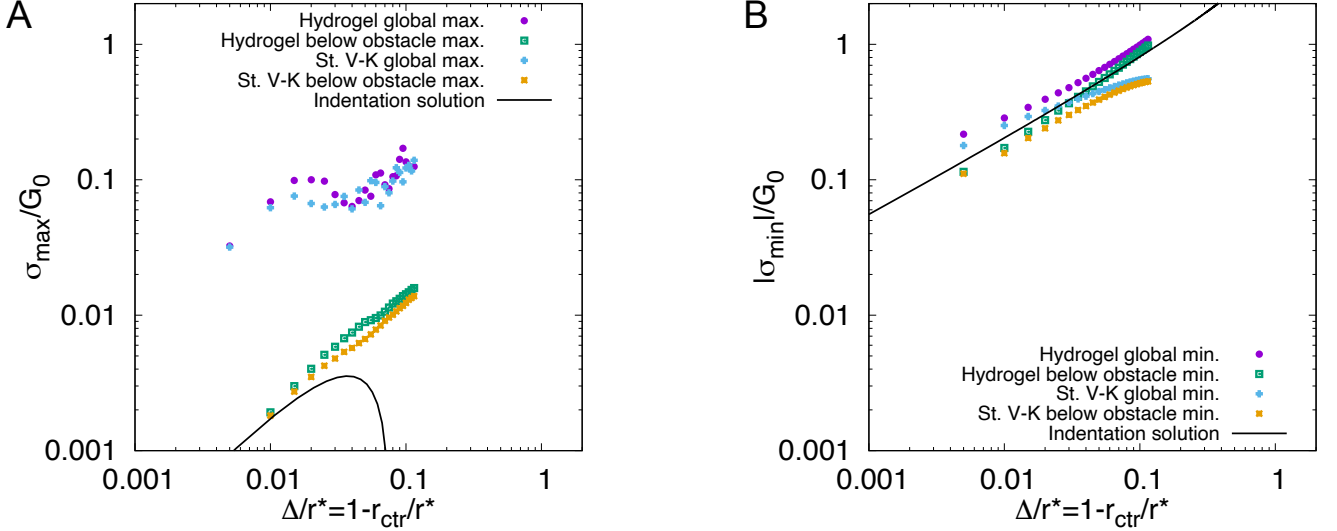 A
Hydrogel global max.
Hydrogel below obstacle max.
St. V-K global max.
St. V-K below obstacle max.
Indentation solution
1
0.1
0.01
0.001
σmax/G0
0.001
0.01
0.1
1
Δ/r*=1-rctr/r*
B
1
0.1
0.01
0.001
|σmin|/G0
Hydrogel global min.
Hydrogel below obstacle min.
St. V-K global min.
St. V-K below obstacle min.
Indentation solution
0.001
0.01
0.1
1
Δ/r*=1-rctr/r*